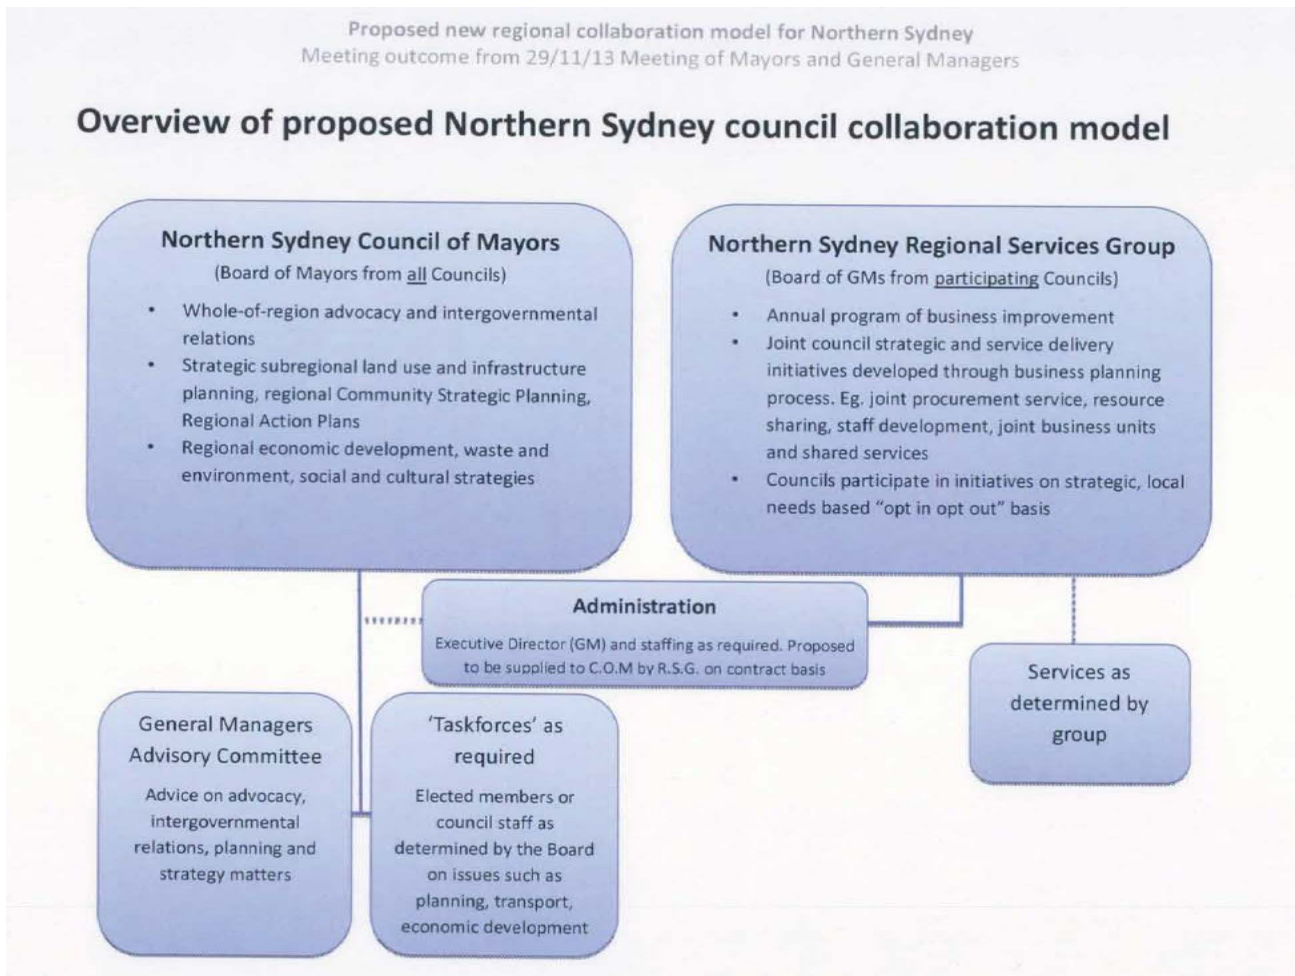 Proposed new regional collaboration model for Northern Sydney
Meeting outcome from 29/11/13 Meeting of Mayors and General Managers
Overview of proposed Northern Sydney council collaboration model
Northern Sydney Council of Mayors
(Board of Mayors from all Councils)
• Whole-of-region advocacy and intergovernmental
relations
• Strategic subregional land use and infrastructure
planning, regional Community Strategic Planning,
Regional Action Plans
• Regional economic development, waste and
environment, social and cultural strategies
Northern Sydney Regional Services Group
(Board of GMs from participating Councils)
• Annual program of business improvement
• Joint council strategic and service delivery
initiatives developed through business planning
process. Eg. joint procurement service, resource
sharing, staff development, joint business units
and shared services
• Councils participate in initiatives on strategic, local
needs based “opt in opt out” basis
Administration
Executive Director (GM) and staffing as required. Proposed
to be supplied to C.O.M by R.S.G. on contract basis
General Managers
Advisory Committee
Advice on advocacy,
intergovernmental
relations, planning and
strategy matters
‘Taskforces’ as
required
Elected members or
council staff as
determined by the Board
on issues such as
planning, transport,
economic development
Services as
determined by
group